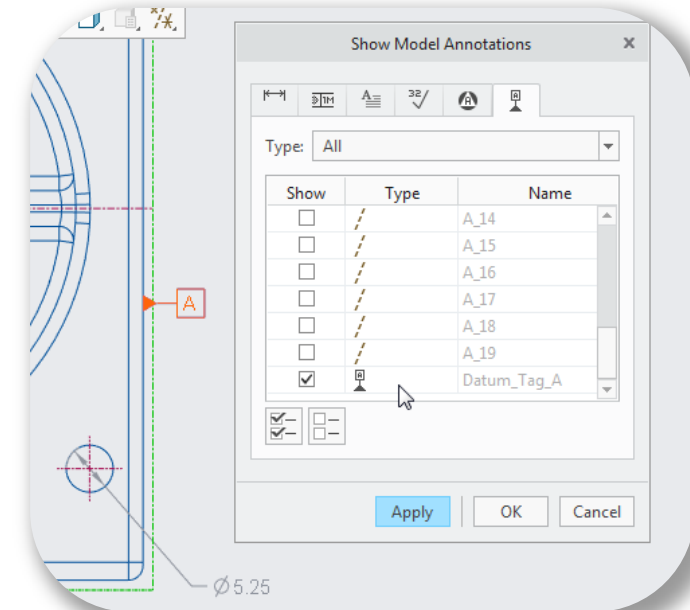 Show Model Annotations
Type: All
Show Type Name
A_14
A_15
A_16
A_17
A_18
A_19
Datum_Tag_A
Apply OK Cancel
A
Ø5.25